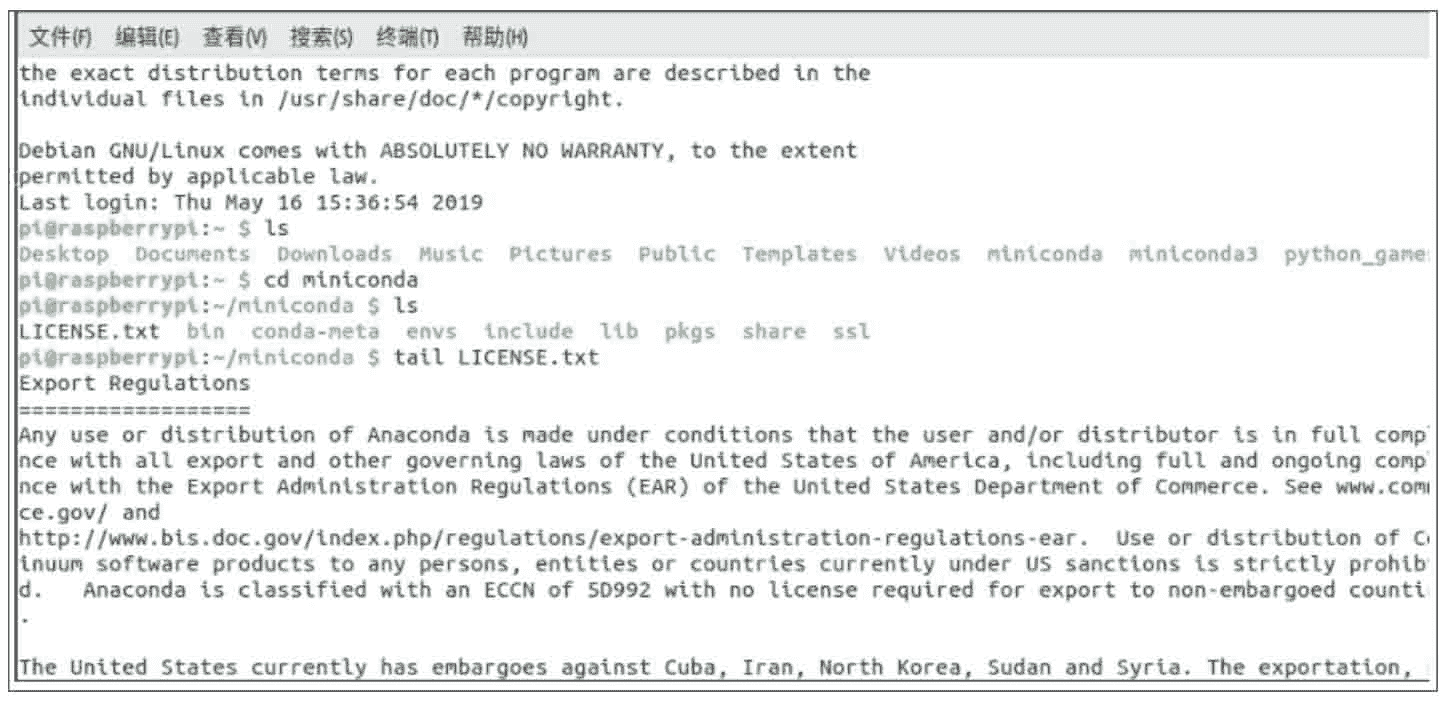 文件(F) 编辑(E) 查看(V) 搜索(S) 终端(T) 帮助(H)
the exact distribution terms for each program are described in the
individual files in /usr/share/doc/*/copyright.
Debian GNU/Linux comes with ABSOLUTELY NO WARRANTY, to the extent
permitted by applicable law.
Last login: Thu May 16 15:36:54 2019
pi@raspberrypi:~ $ ls
Desktop Documents Downloads Music Pictures Public Templates Videos miniconda miniconda3 python_game
pi@raspberrypi:~ $ cd miniconda
pi@raspberrypi:~/miniconda $ ls
LICENSE.txt bin conda-meta envs include lib pkgs share ssl
pi@raspberrypi:~/miniconda $ tail LICENSE.txt
Export Regulations
==================
Any use or distribution of Anaconda is made under conditions that the user and/or distributor is in full comp
nce with all export and other governing laws of the United States of America, including full and ongoing comp
nce with the Export Administration Regulations (EAR) of the United States Department of Commerce. See www.com
ce.gov/ and
http://www.bis.doc.gov/index.php/regulations/export-administration-regulations-ear. Use or distribution of C
inuum software products to any persons, entities or countries currently under US sanctions is strictly prohib
d. Anaconda is classified with an ECCN of 5D992 with no license required for export to non-embargoed counti
.
The United States currently has embargoes against Cuba, Iran, North Korea, Sudan and Syria. The exportation,